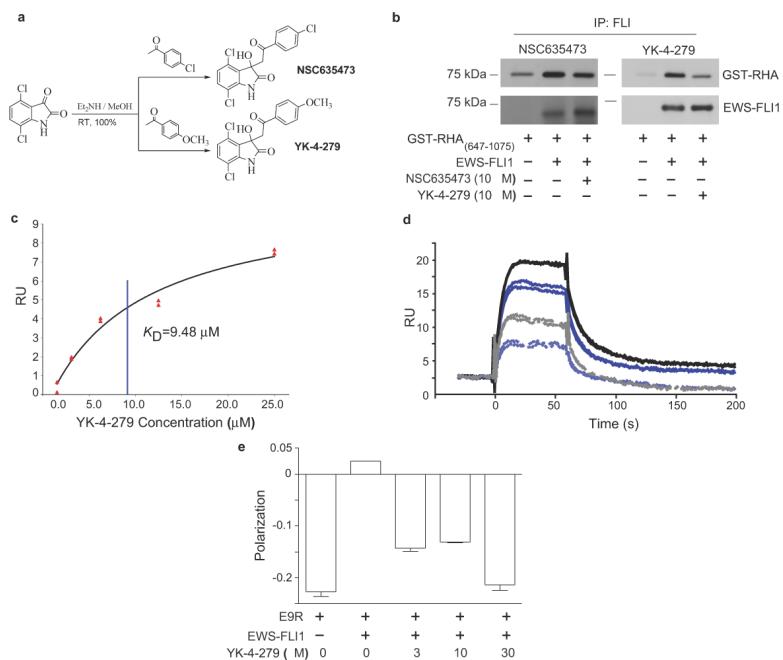 a
Cl
O
O
N
H
Cl
Et₂NH / MeOH
RT, 100%
O
Cl
O
OCH₃
Cl
O
Cl HO
O
N
H
Cl
NSC635473
OCH₃
O
Cl HO
O
N
H
Cl
YK-4-279
b
IP: FLI
NSC635473 YK-4-279
75 kDa – GST-RHA
75 kDa – EWS-FLI1
GST-RHA(647-1075) + + + + + +
EWS-FLI1 – + + – + +
NSC635473 (10 M) – – +
YK-4-279 (10 M) – – +
c
9
8
7
6
5
4
3
2
1
0
RU
KD=9.48 µM
0.0 5.0 10.0 15.0 20.0 25.0
YK-4-279 Concentration (µM)
d
20
15
10
5
0
RU
0 50 100 150 200
Time (s)
e
0.05
0
-0.1
-0.2
Polarization
E9R + + + + +
EWS-FLI1 – + + + +
YK-4-279 ( M) 0 0 3 10 30